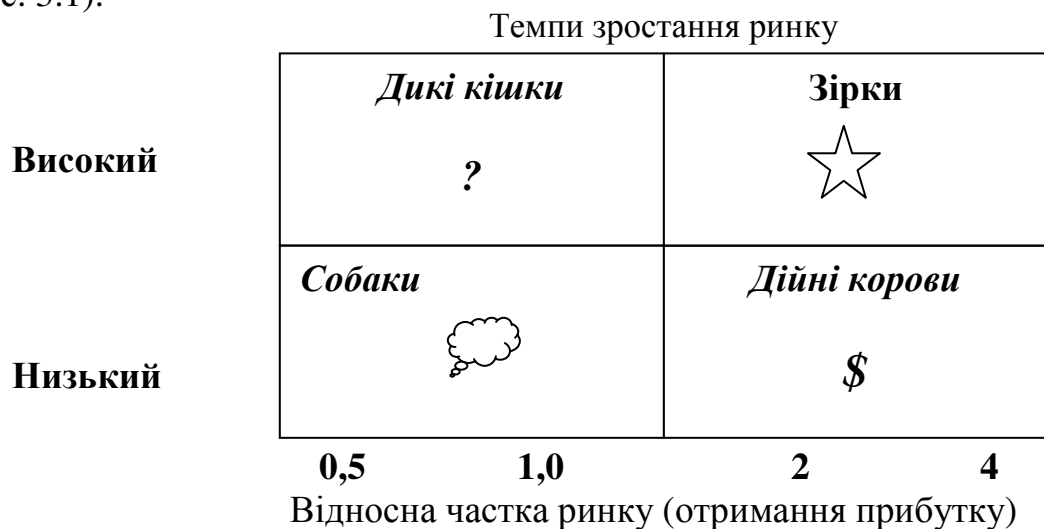 с. 3.1).
Темпи зростання ринку
Дикі кішки Зірки
Високий ?
Собаки Дійні корови
Низький $
0,5 1,0 2 4
Відносна частка ринку (отримання прибутку)